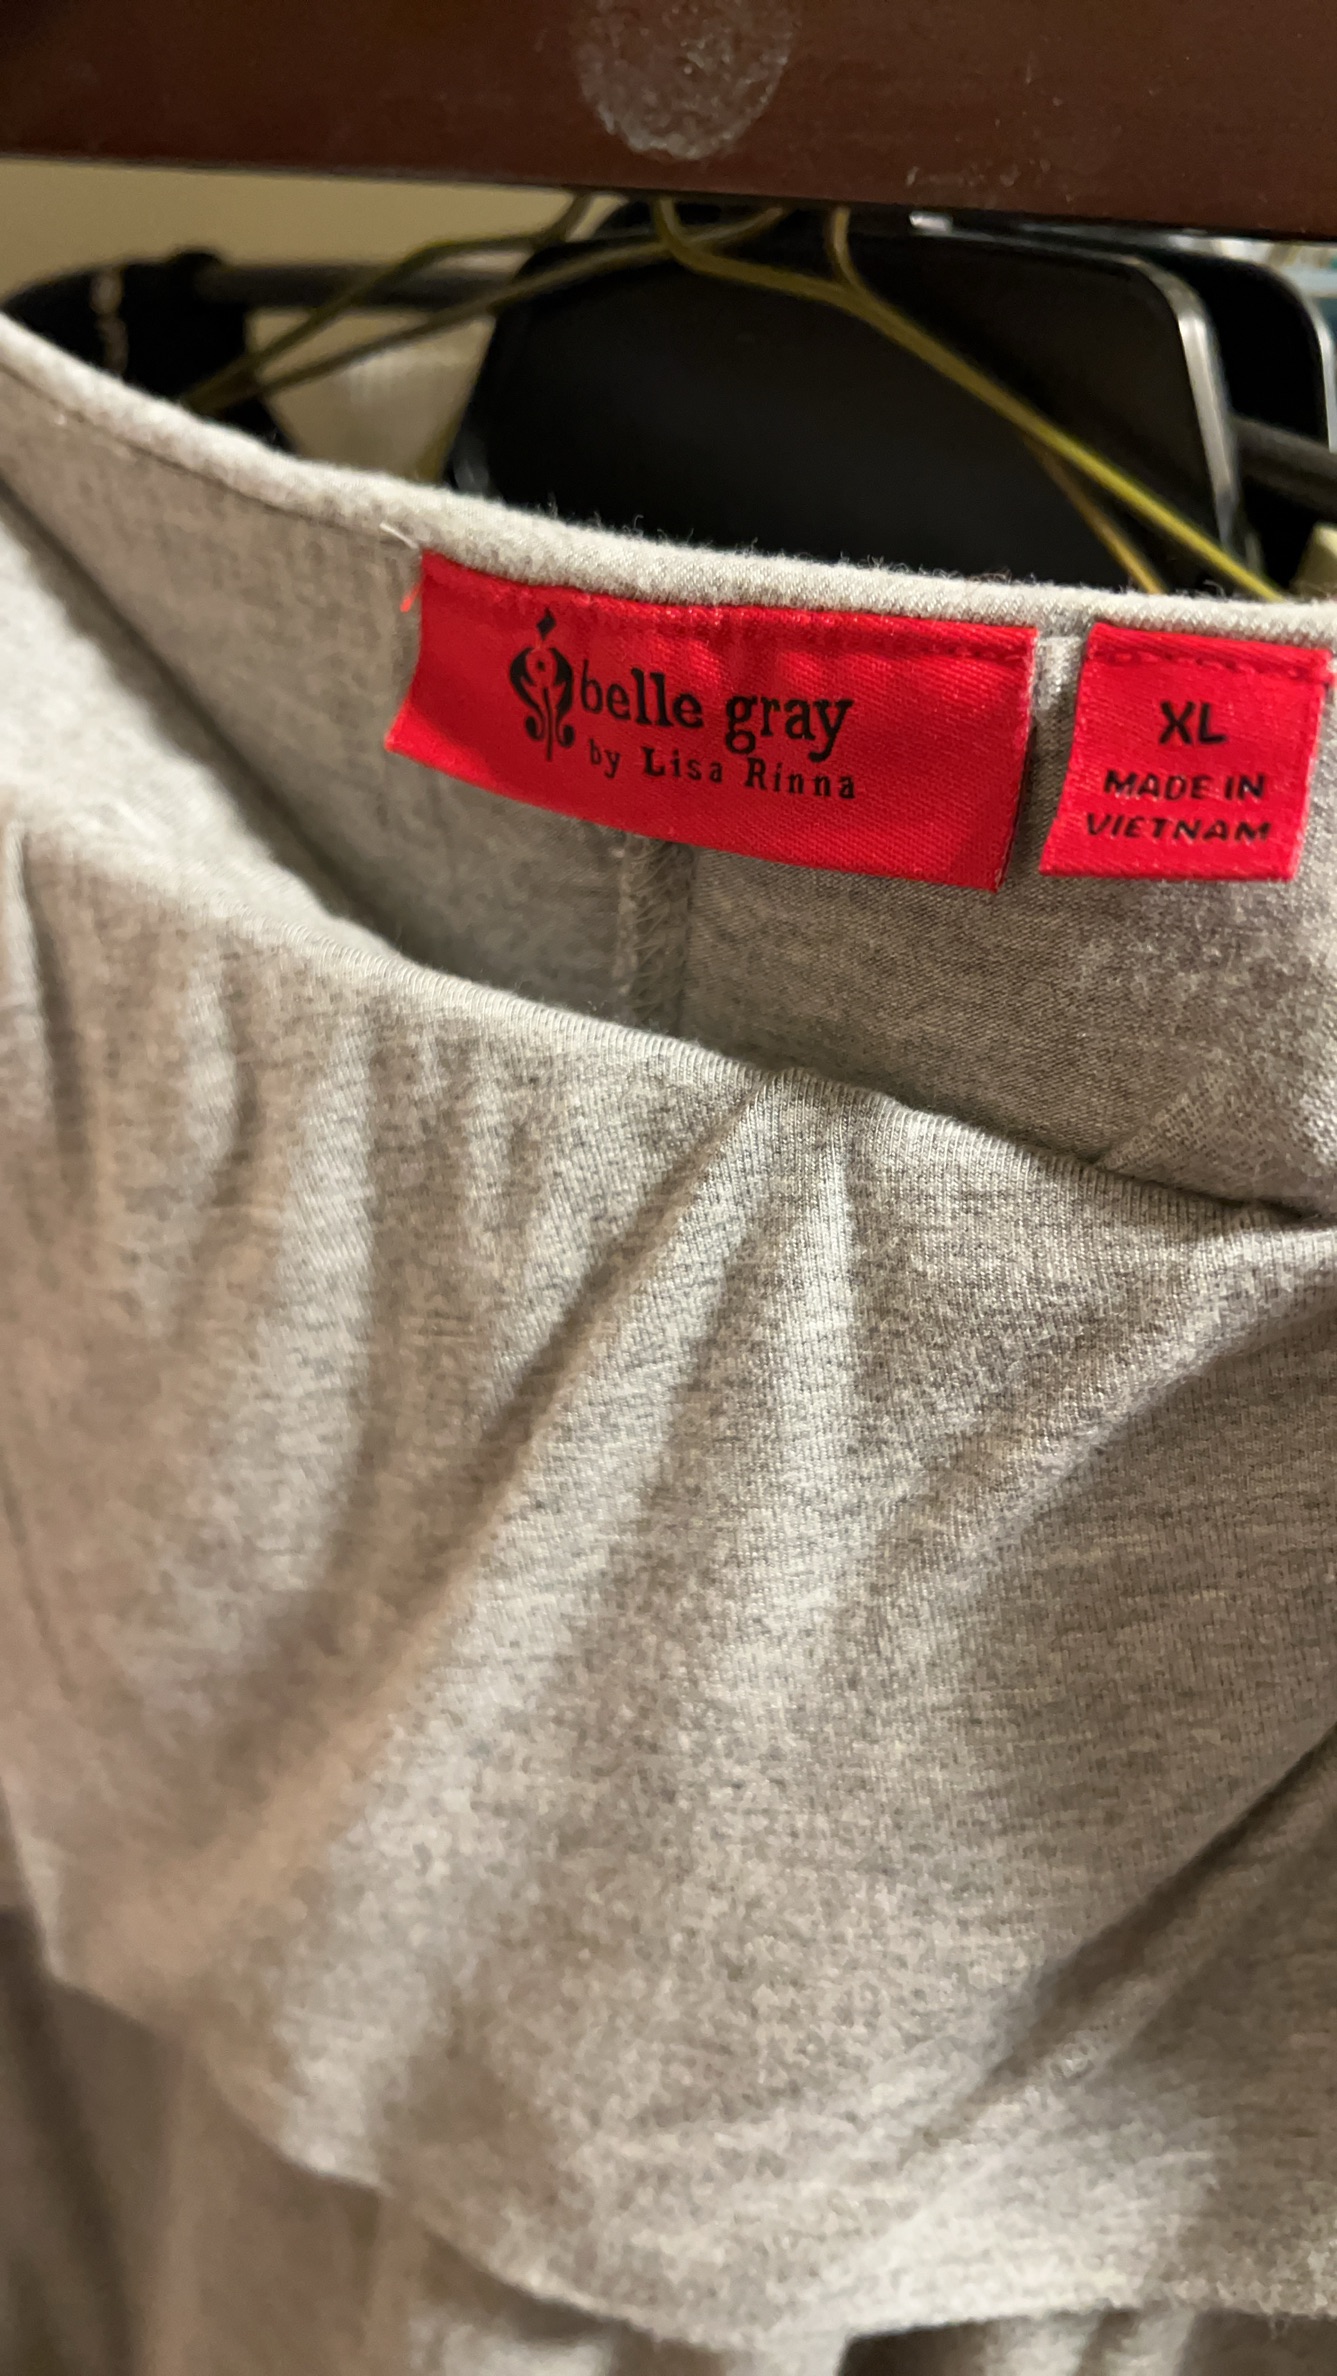 belle gray
by Lisa Rinna
XL
MADE IN
VIETNAM